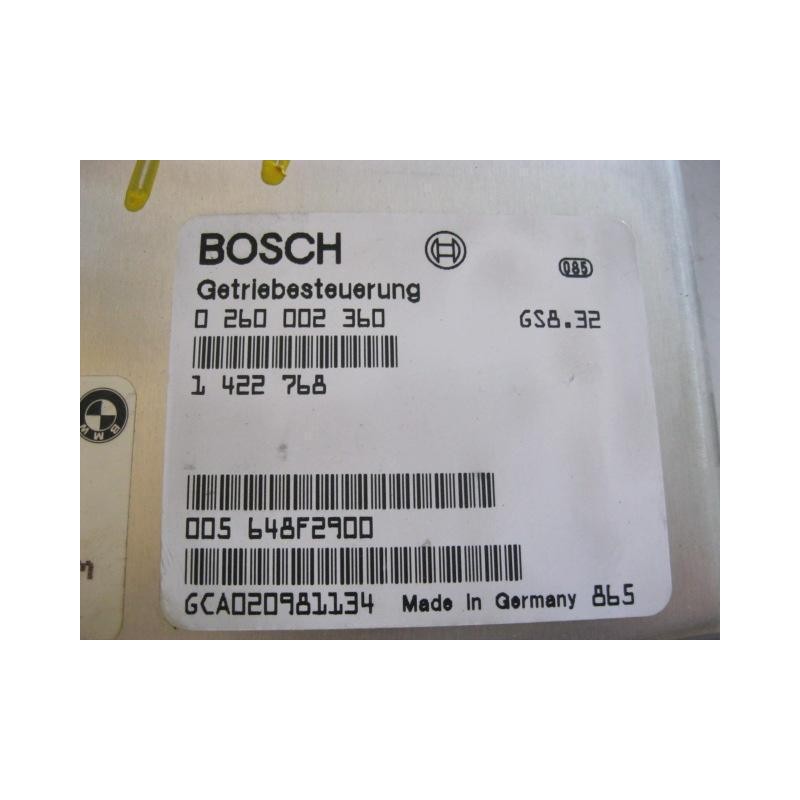 BOSCH
085
Getriebesteuerung
0 260 002 360 GS8.32
1 422 768
BMW
005 648F2900
GCA020981134 Made in Germany 865